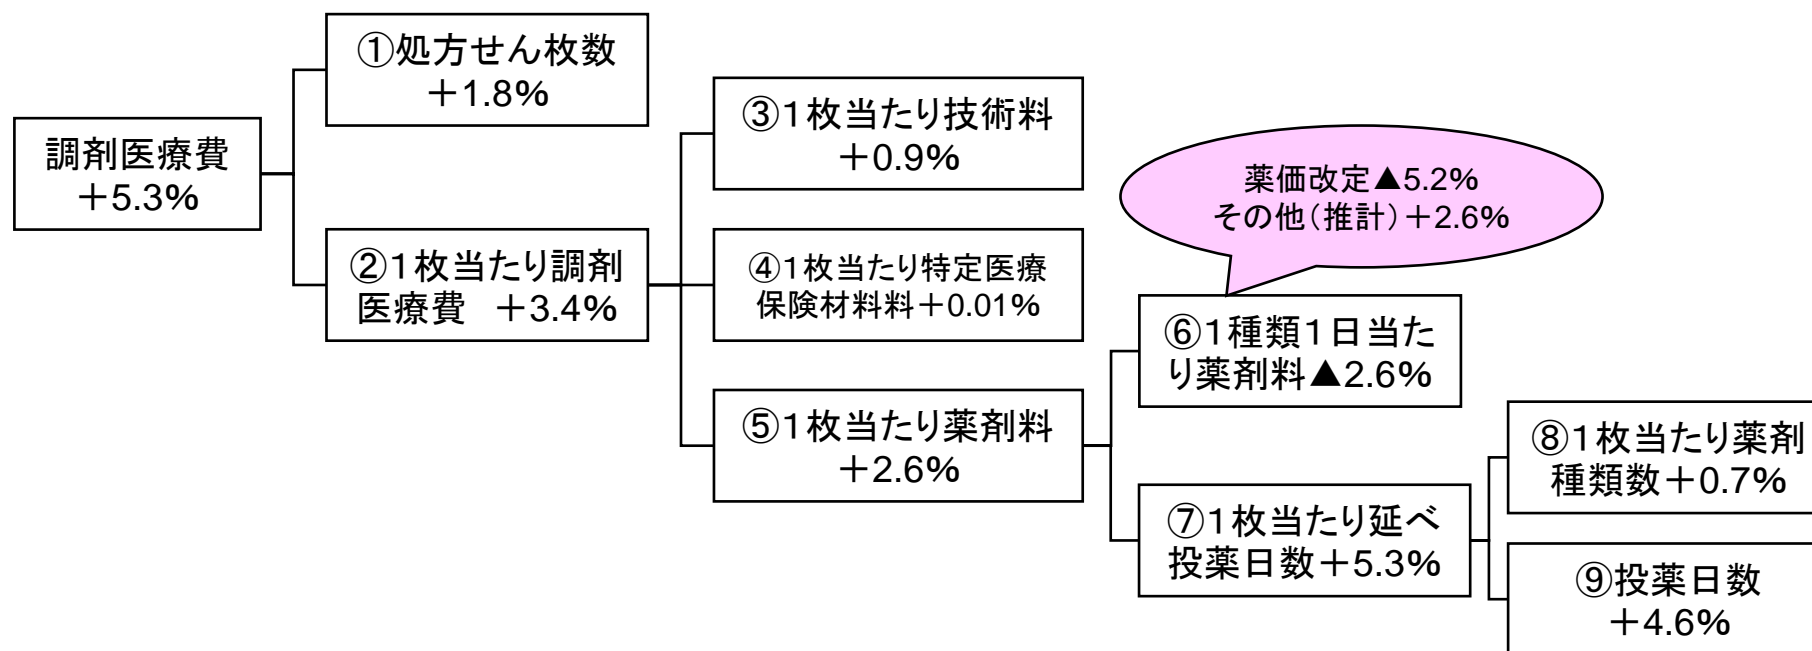 調剤医療費
＋5.3%
①処方せん枚数
＋1.8%
②1枚当たり調剤
医療費　＋3.4%
③1枚当たり技術料
＋0.9%
④1枚当たり特定医療
保険材料料＋0.01%
⑤1枚当たり薬剤料
＋2.6%
薬価改定▲5.2%
その他（推計）＋2.6%
⑥1種類1日当た
り薬剤料▲2.6%
⑦1枚当たり延べ
投薬日数＋5.3%
⑧1枚当たり薬剤
種類数＋0.7%
⑨投薬日数
＋4.6%